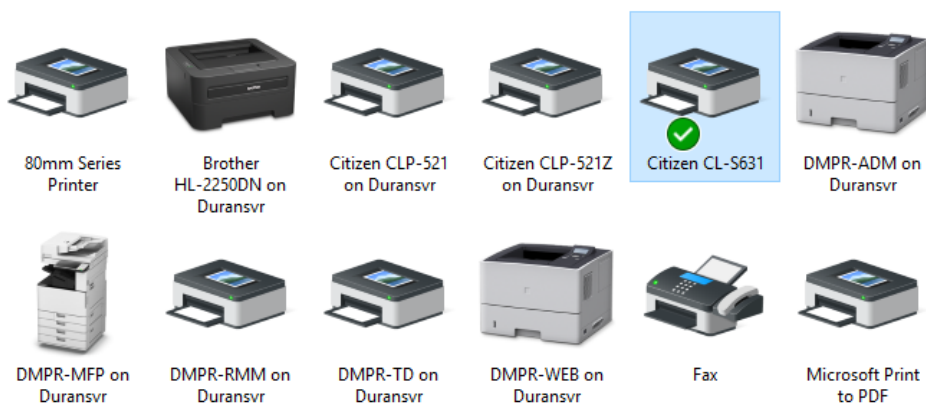 80mm Series
Printer
Brother
HL-2250DN on
Duransvr
Citizen CLP-521
on Duransvr
Citizen CLP-521Z
on Duransvr
Citizen CL-S631
DMPR-ADM on
Duransvr
DMPR-MFP on
Duransvr
DMPR-RMM on
Duransvr
DMPR-TD on
Duransvr
DMPR-WEB on
Duransvr
Fax
Microsoft Print
to PDF